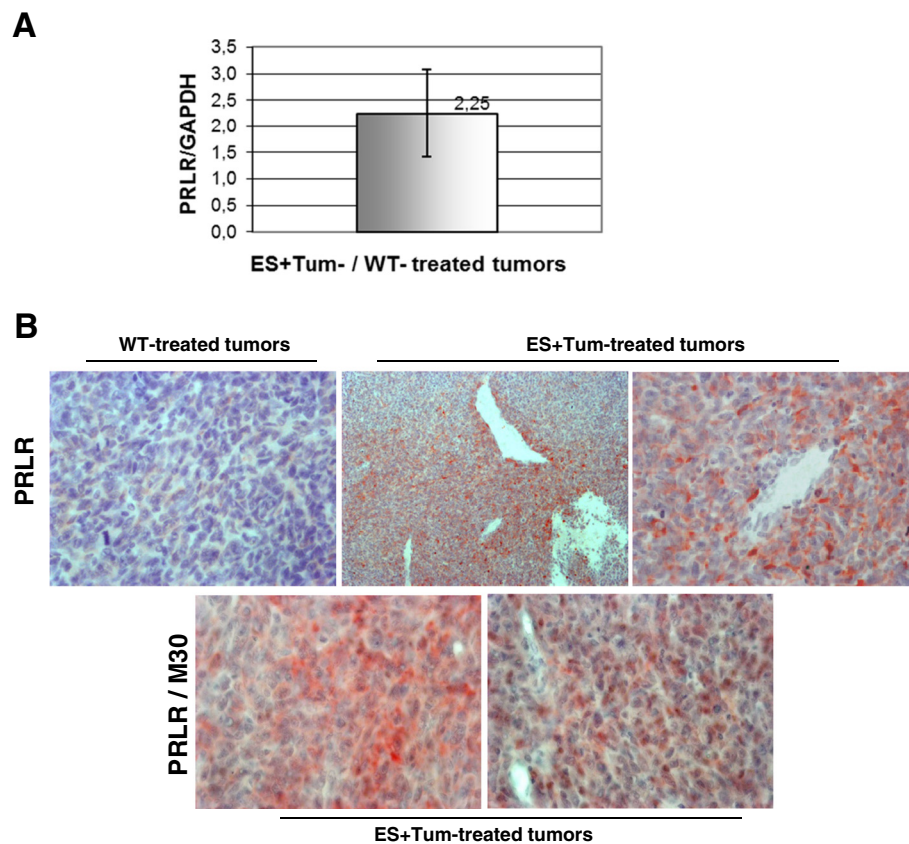 A
PRLR/GAPDH
3,5
3,0
2,5
2,0
1,5
1,0
0,5
0,0
2,25
ES+Tum- / WT- treated tumors
B
WT-treated tumors
ES+Tum-treated tumors
PRLR
PRLR / M30
ES+Tum-treated tumors